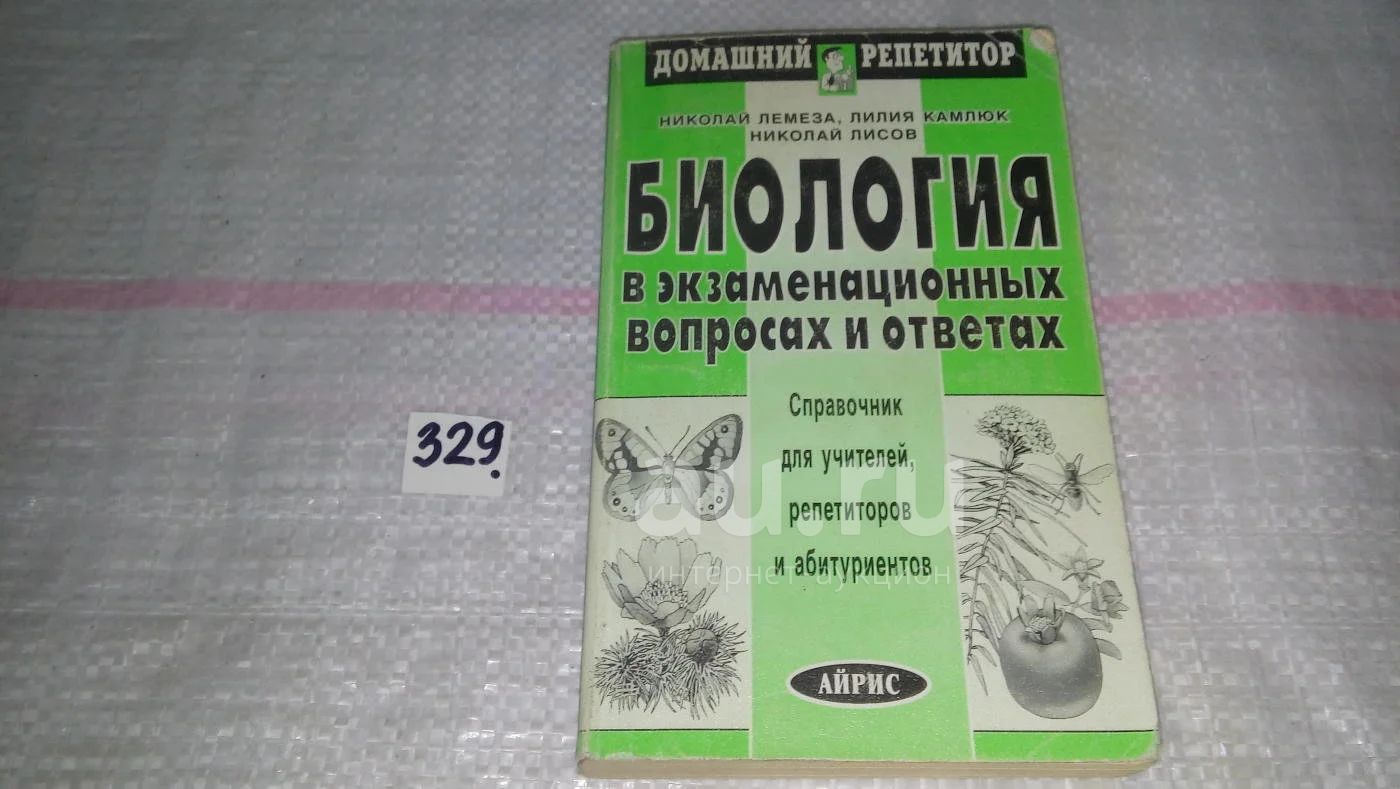 ДОМАШНИЙ РЕПЕТИТОР
НИКОЛАЙ ЛЕМЕЗА, ЛИЛИЯ КАМЛЮК
НИКОЛАЙ ЛИСОВ
БИОЛОГИЯ
в экзаменационных
вопросах и ответах
Справочник
для учителей,
репетиторов
и абитуриентов
АЙРИС
329.
au.ru
интернет-аукцион